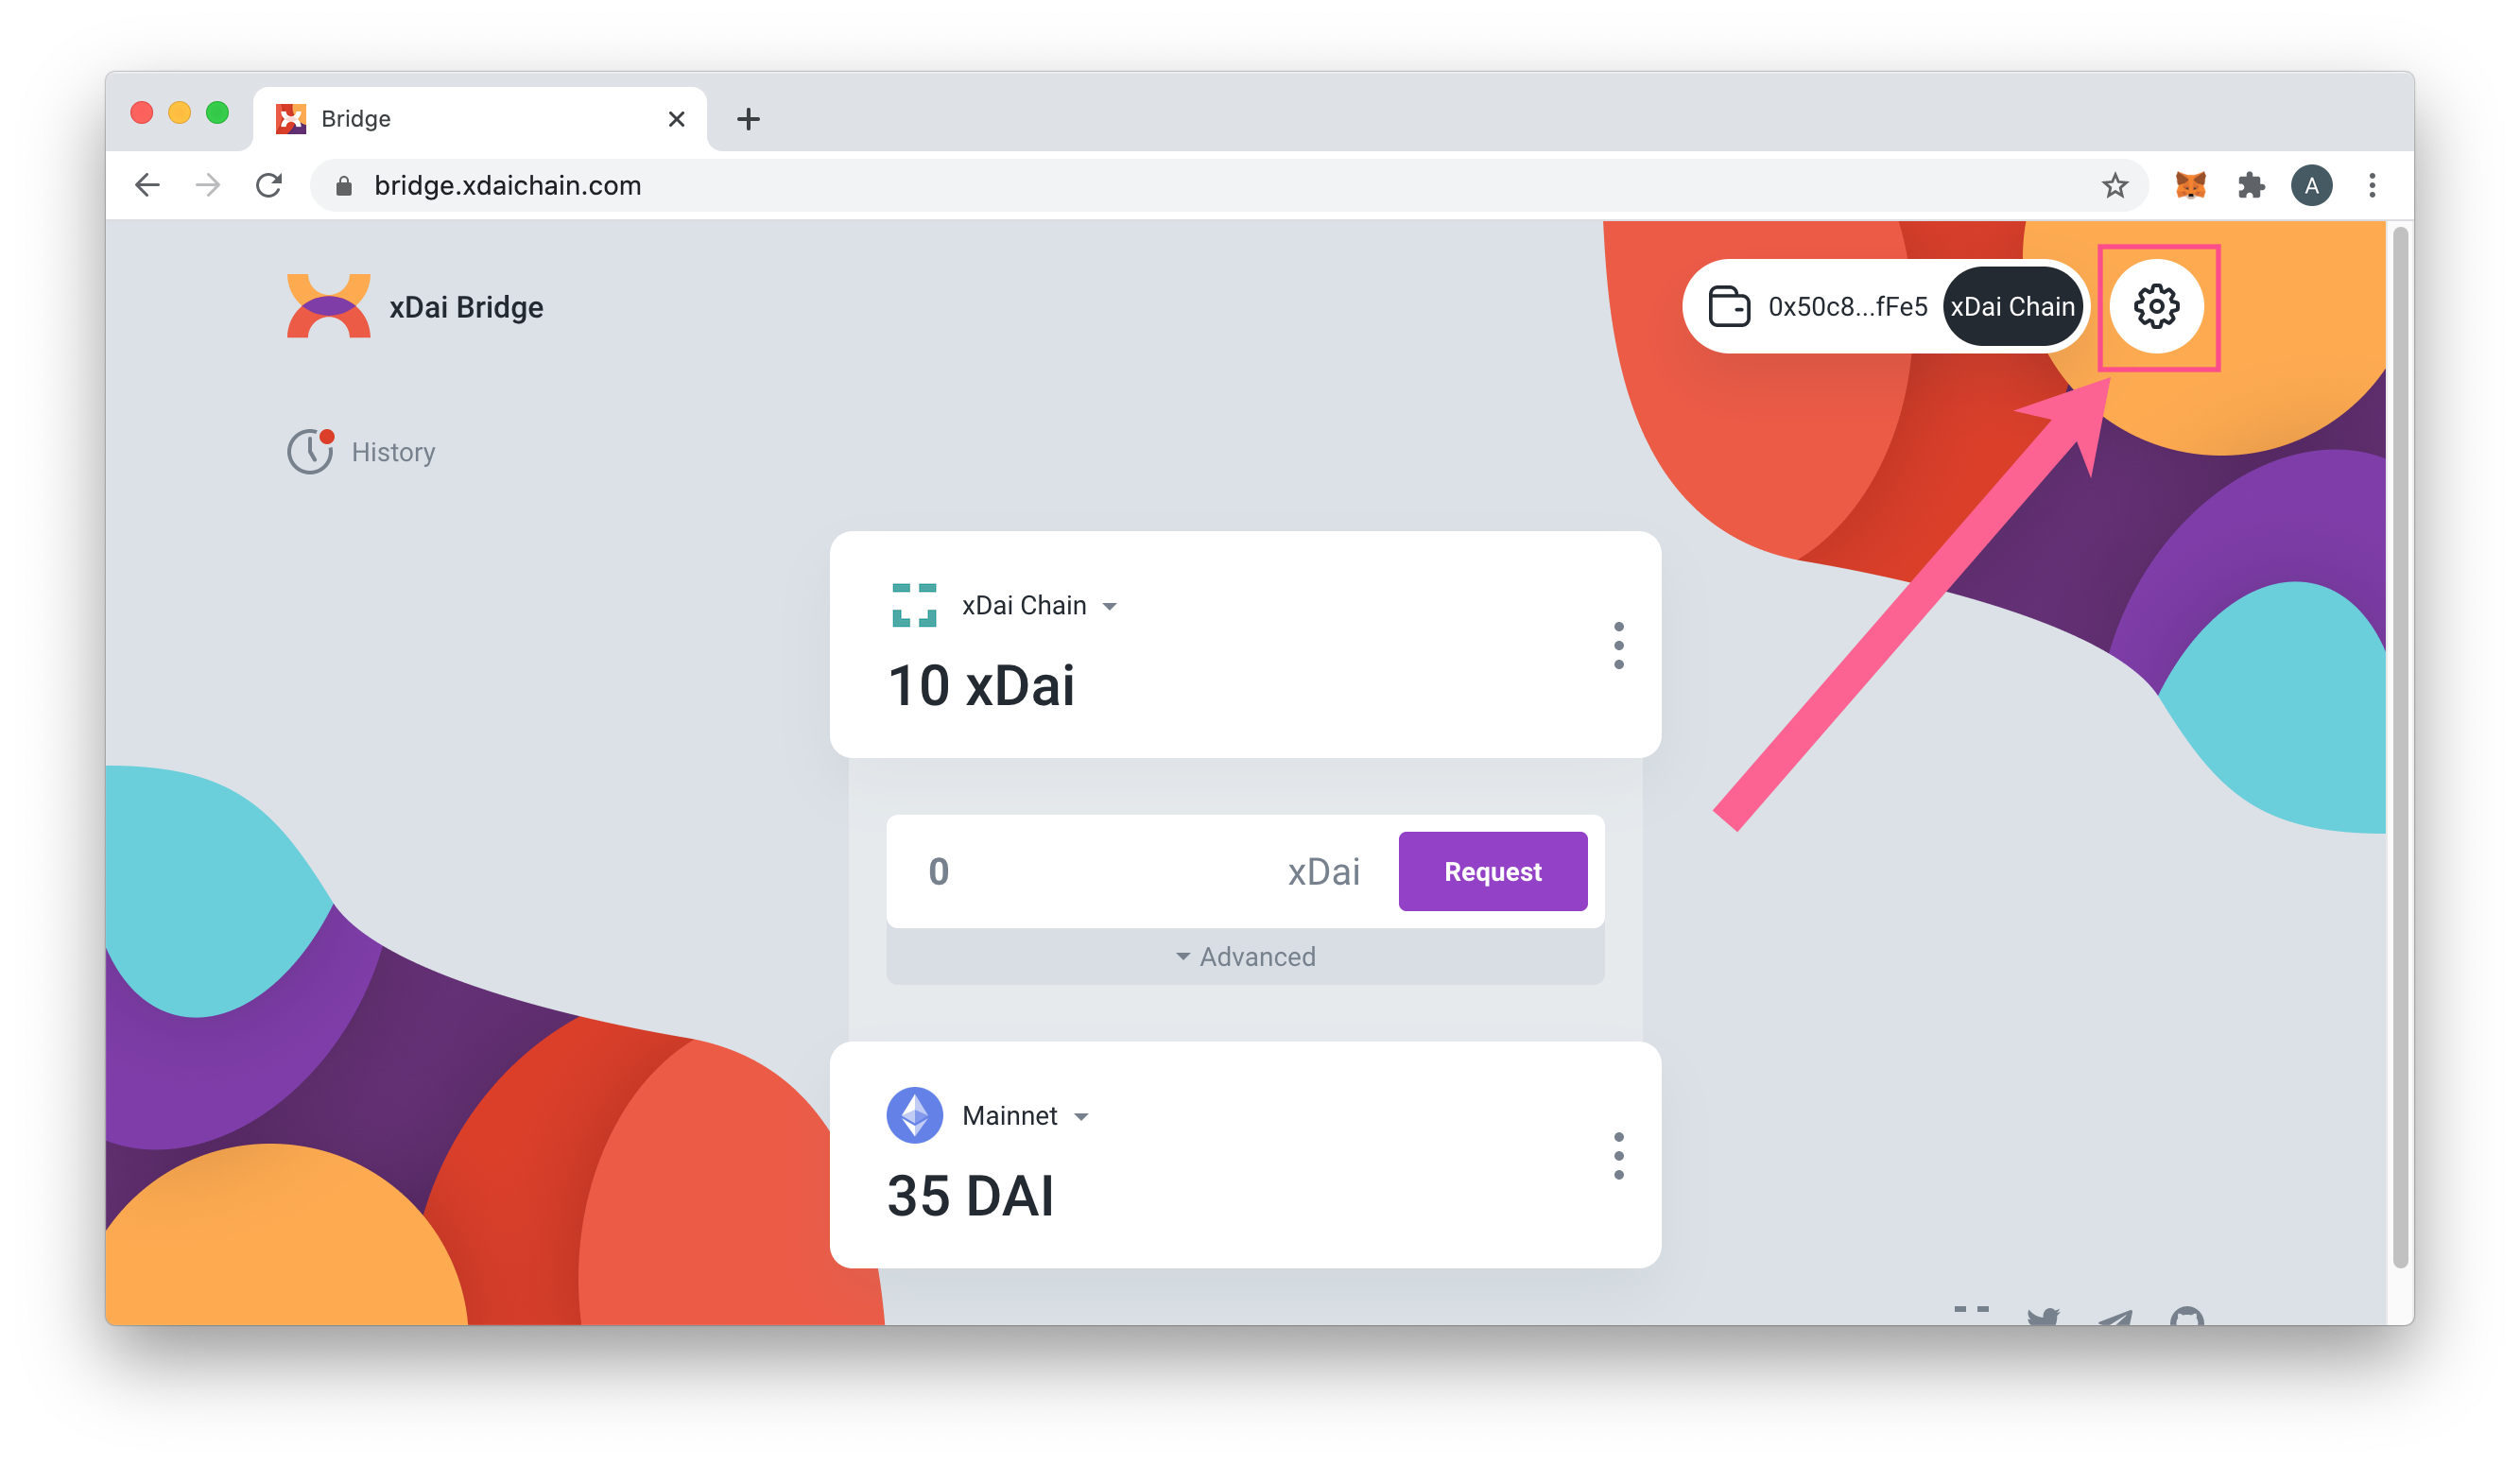 Bridge
bridge.xdaichain.com
A
xDai Bridge
0x50c8...fFe5
xDai Chain
History
xDai Chain
10 xDai
0
xDai
Request
Advanced
Mainnet
35 DAI